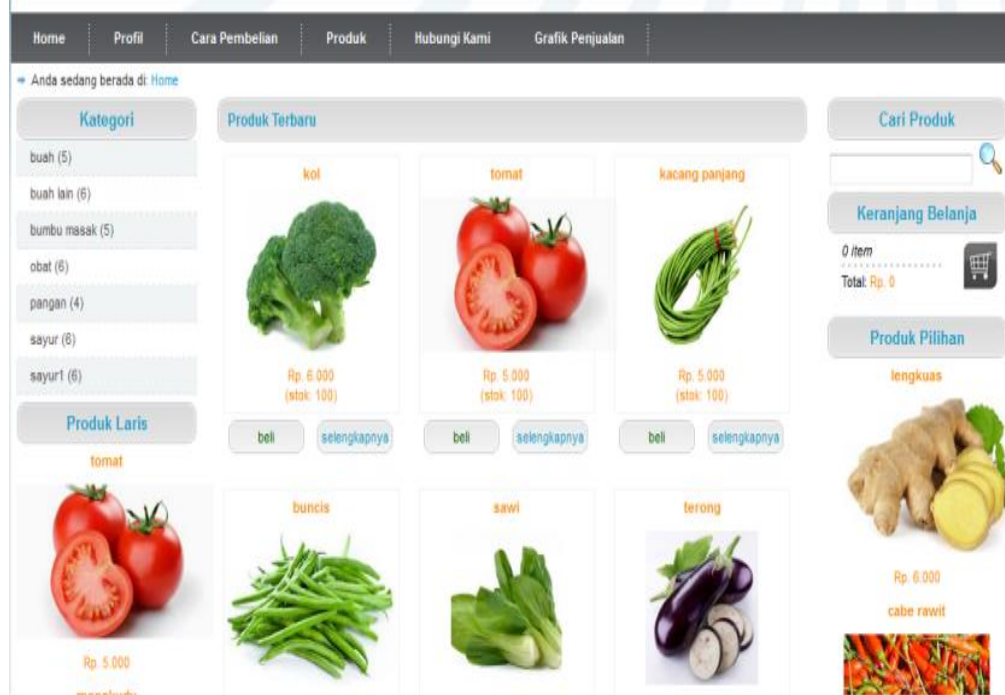 Home Profil Cara Pembelian Produk Hubungi Kami Grafik Penjualan
Anda sedang berada di: Home
Kategori
buah (5)
buah lain (6)
bumbu masak (5)
obat (6)
pangan (4)
sayur (6)
sayur1 (6)
Produk Laris
tomat
Rp. 5.000
mengkudu
Produk Terbaru
kol
Rp. 6.000
(stok: 100)
beli selengkapnya
tomat
Rp. 5.000
(stok: 100)
beli selengkapnya
kacang panjang
Rp. 5.000
(stok: 100)
beli selengkapnya
buncis
sawi
terong
Cari Produk
Keranjang Belanja
0 item
Total: Rp. 0
Produk Pilihan
lengkuas
Rp. 6.000
cabe rawit